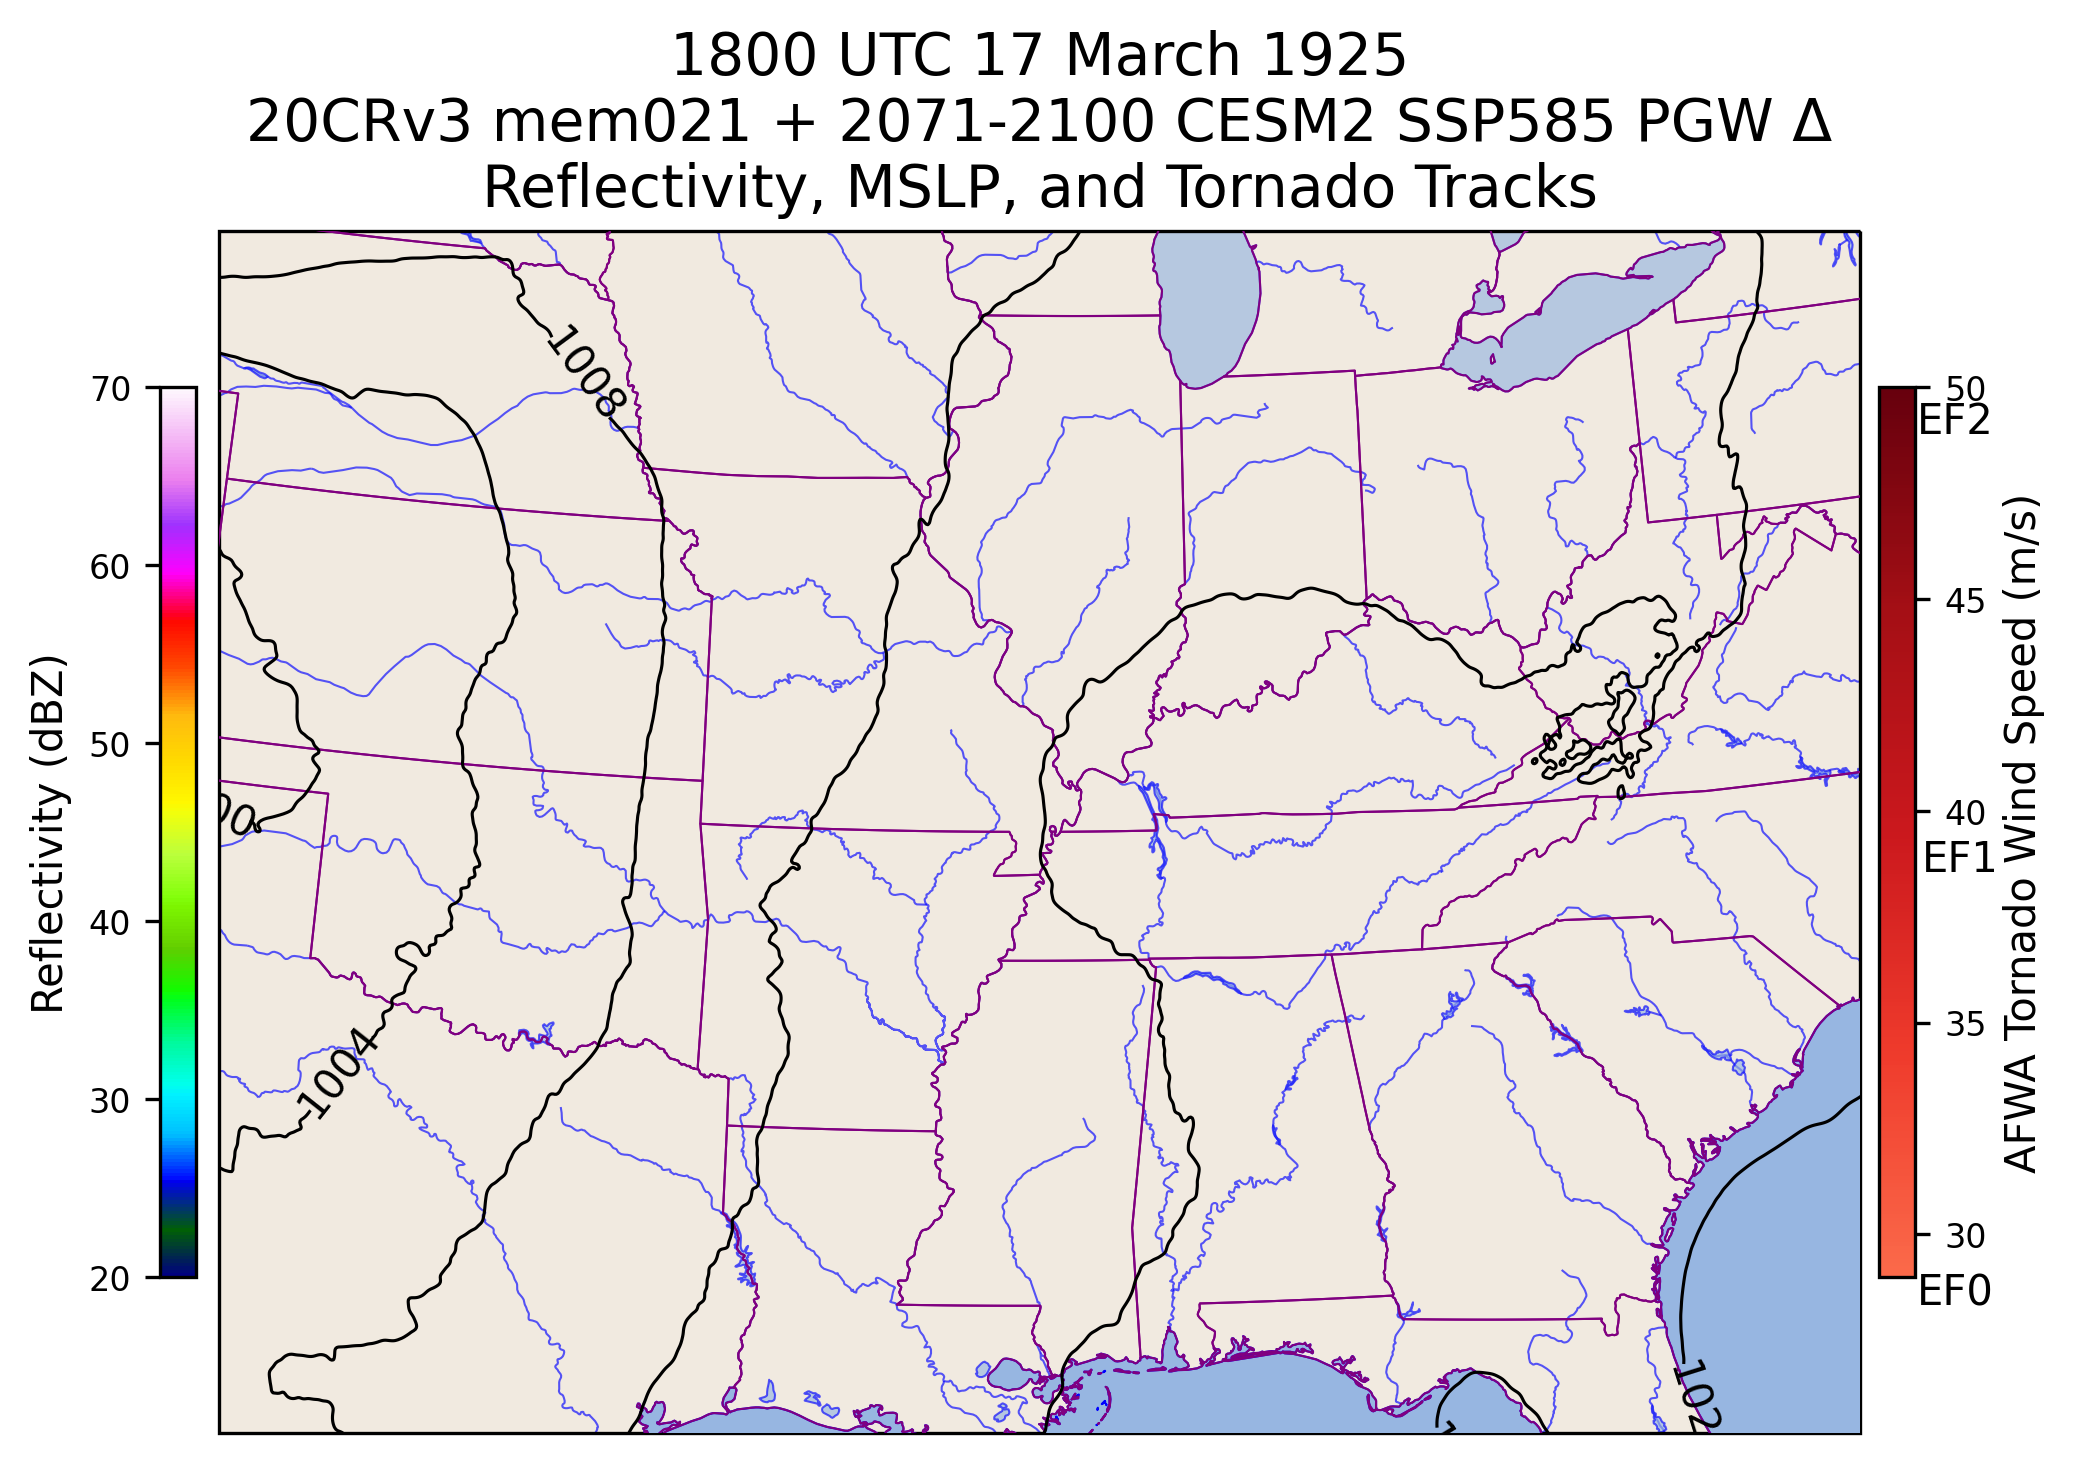 1800 UTC 17 March 1925
20CRv3 mem021 + 2071-2100 CESM2 SSP585 PGW Δ
Reflectivity, MSLP, and Tornado Tracks
Reflectivity (dBZ)
70
60
50
40
30
20
1008
1004
00
102
50
EF2
45
40
EF1
35
30
EF0
AFWA Tornado Wind Speed (m/s)